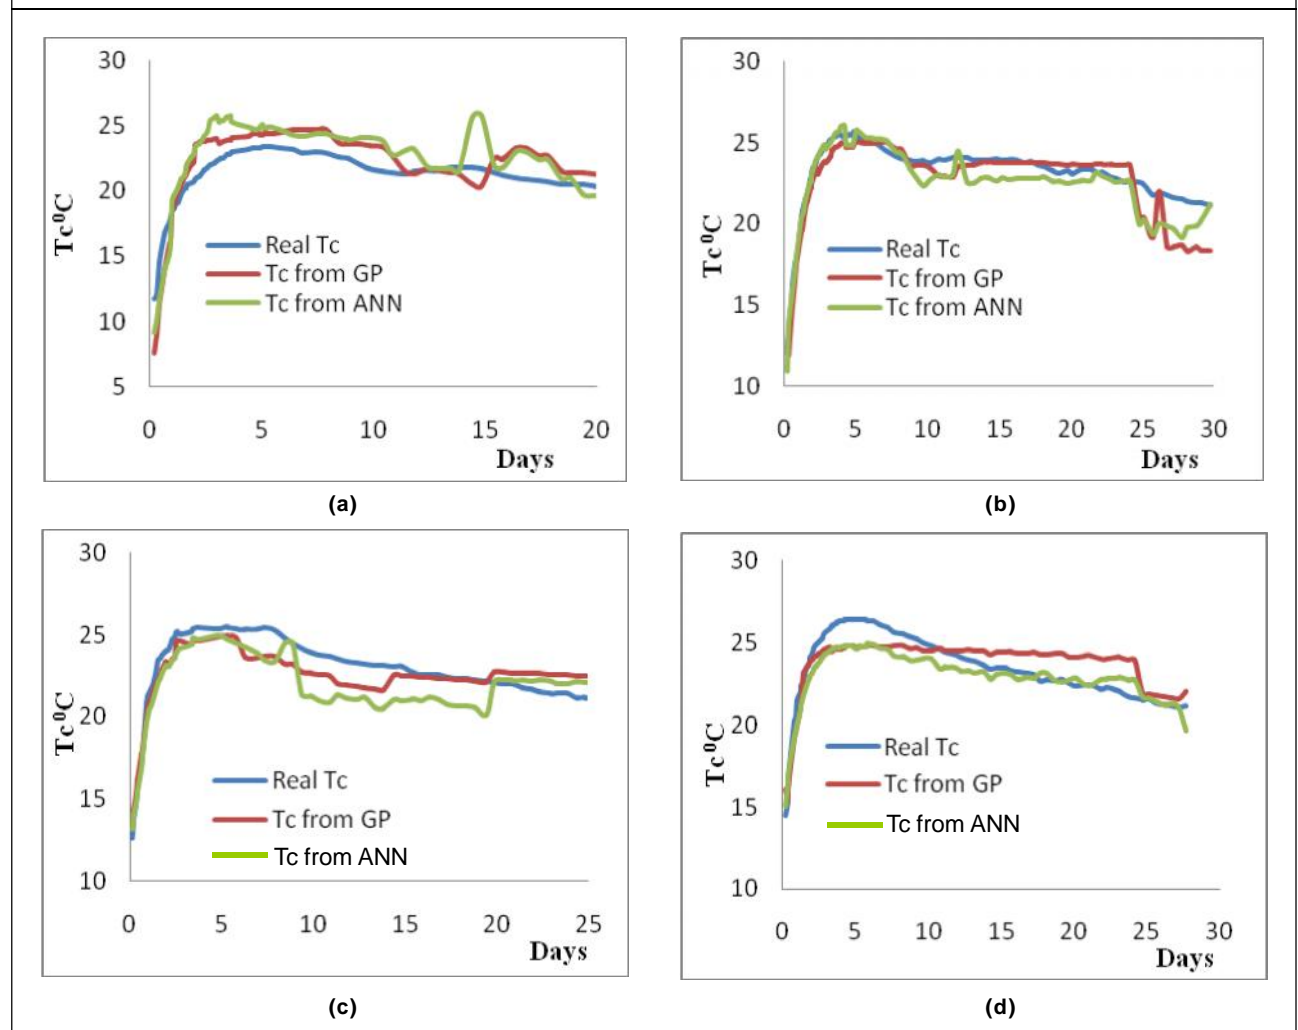 30
25
20
15
10
5
Tc⁰C
Real Tc
Tc from GP
Tc from ANN
0 5 10 15 20
Days
(a)
30
25
20
15
10
Tc⁰C
Real Tc
Tc from GP
Tc from ANN
0 5 10 15 20 25 30
Days
(b)
30
25
20
15
10
Tc⁰C
Real Tc
Tc from GP
Tc from ANN
0 5 10 15 20 25
Days
(c)
30
25
20
15
10
Tc⁰C
Real Tc
Tc from GP
Tc from ANN
0 5 10 15 20 25 30
Days
(d)